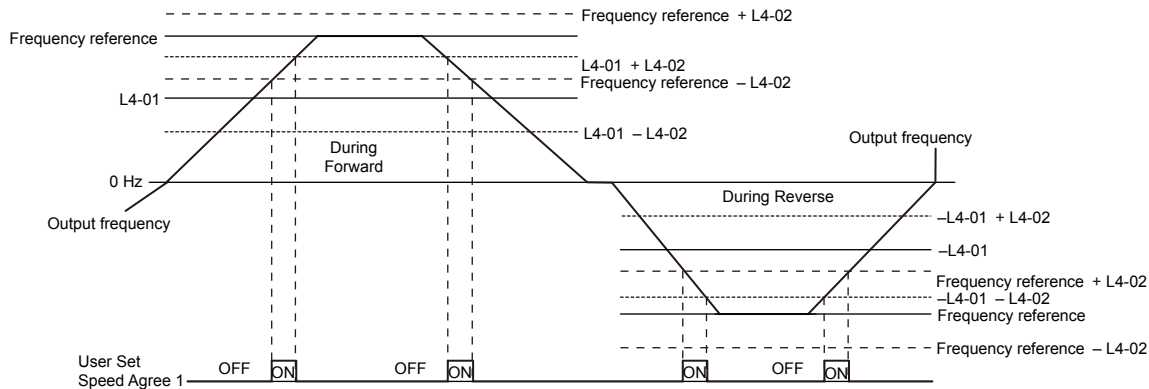 Frequency reference + L4-02
Frequency reference
L4-01 + L4-02
Frequency reference – L4-02
L4-01
L4-01 – L4-02
During
Forward
Output frequency
0 Hz
During Reverse
Output frequency
–L4-01 + L4-02
–L4-01
Frequency reference + L4-02
–L4-01 – L4-02
Frequency reference
Frequency reference – L4-02
User Set
Speed Agree 1
OFF
ON
OFF
ON
ON
OFF
ON